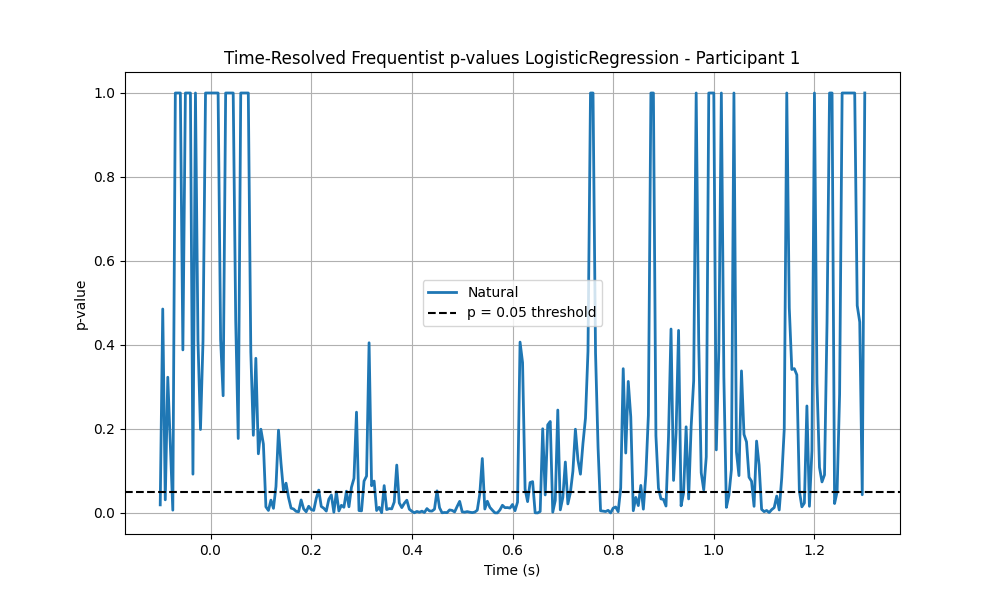 Time-Resolved Frequentist p-values LogisticRegression - Participant 1
1.0
0.8
0.6
0.4
0.2
0.0
p-value
Natural
p = 0.05 threshold
0.0 0.2 0.4 0.6 0.8 1.0 1.2
Time (s)